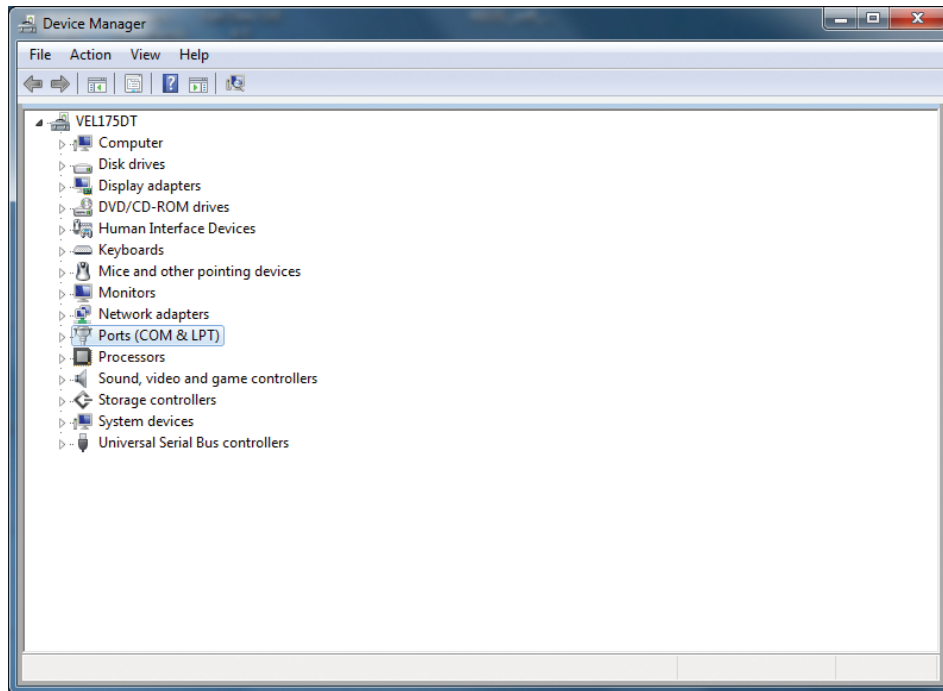 Device Manager
File Action View Help
VEL175DT
Computer
Disk drives
Display adapters
DVD/CD-ROM drives
Human Interface Devices
Keyboards
Mice and other pointing devices
Monitors
Network adapters
Ports (COM & LPT)
Processors
Sound, video and game controllers
Storage controllers
System devices
Universal Serial Bus controllers